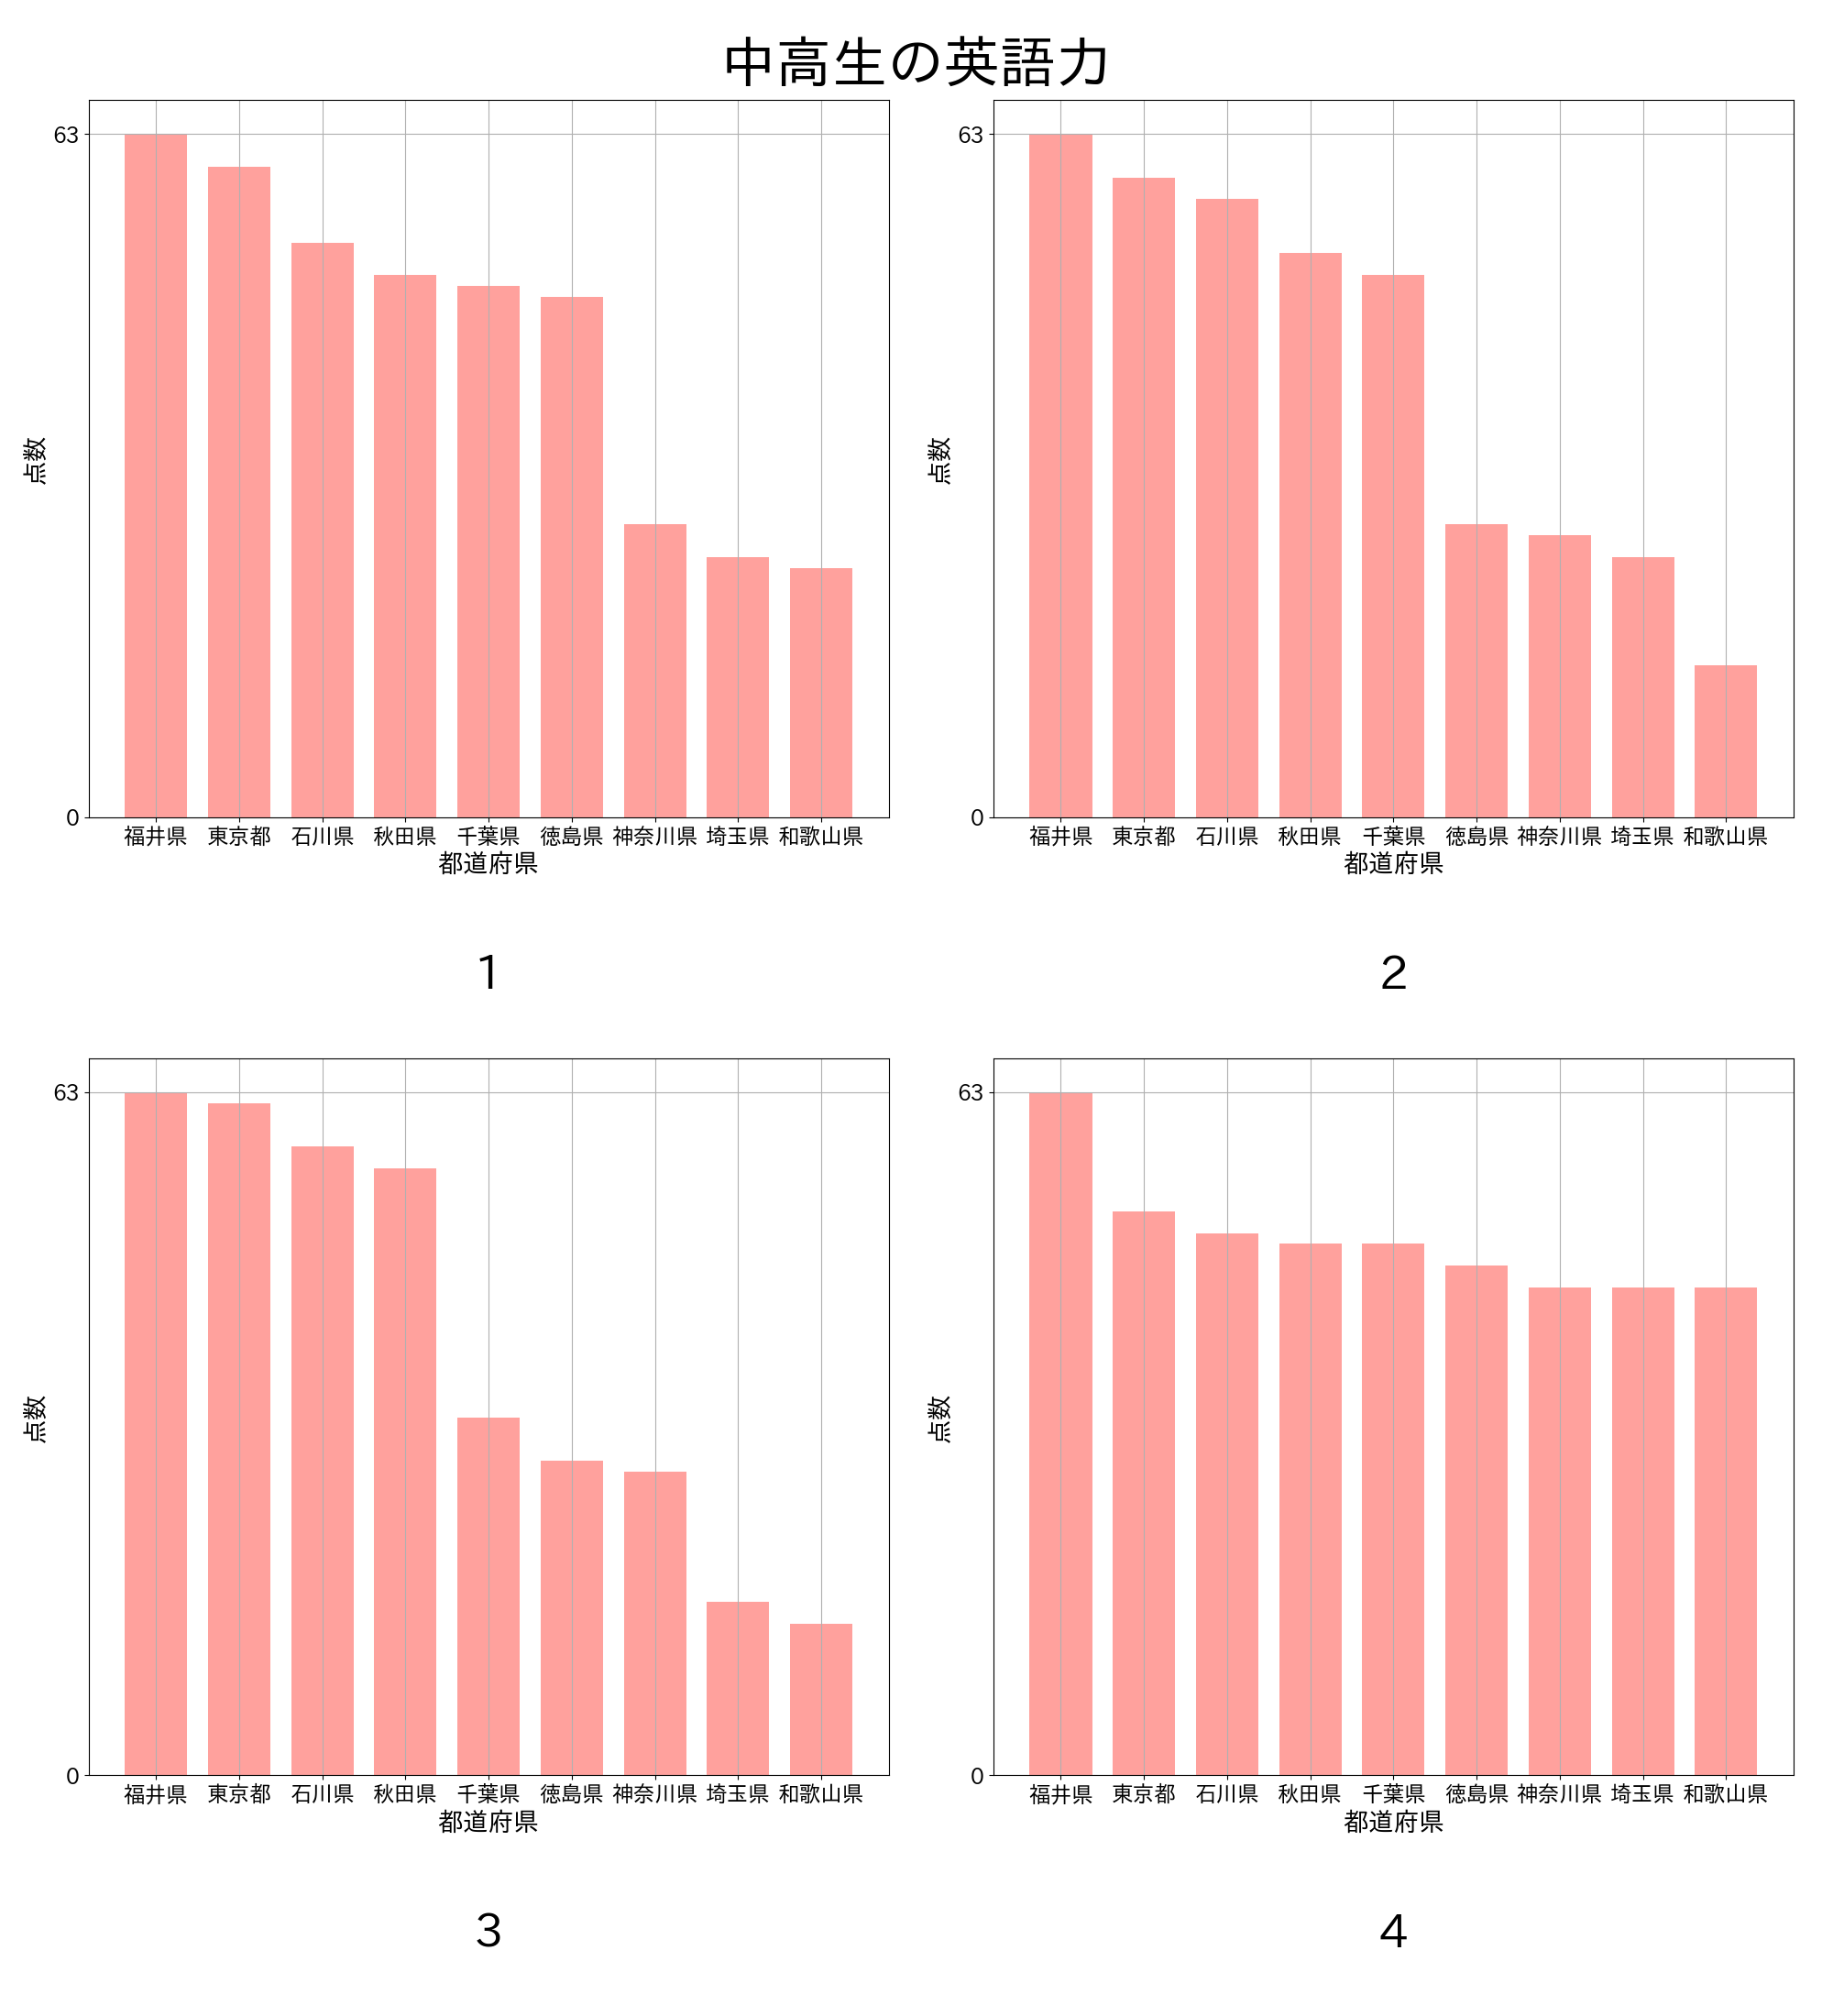 中高生の英語力
63
0
点数
福井県 東京都 石川県 秋田県 千葉県 徳島県 神奈川県 埼玉県 和歌山県
都道府県
1
63
0
点数
福井県 東京都 石川県 秋田県 千葉県 徳島県 神奈川県 埼玉県 和歌山県
都道府県
2
63
0
点数
福井県 東京都 石川県 秋田県 千葉県 徳島県 神奈川県 埼玉県 和歌山県
都道府県
3
63
0
点数
福井県 東京都 石川県 秋田県 千葉県 徳島県 神奈川県 埼玉県 和歌山県
都道府県
4